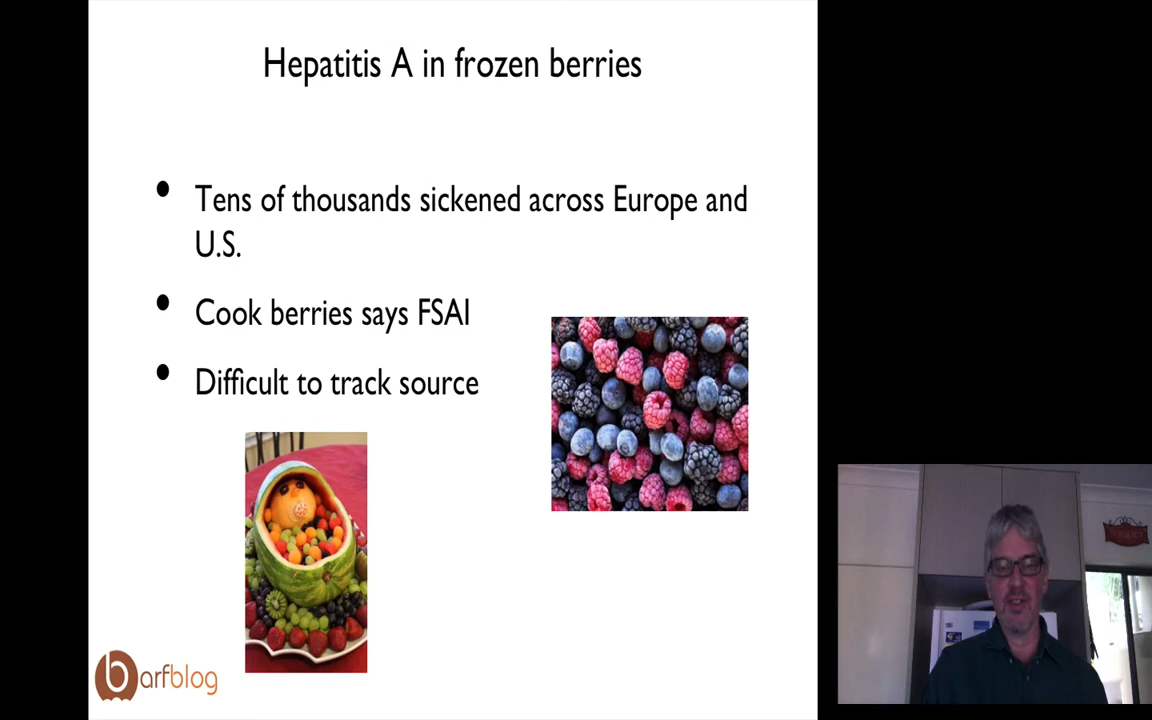 Hepatitis A in frozen berries
• Tens of thousands sickened across Europe and
U.S.
• Cook berries says FSAI
• Difficult to track source
barfblog